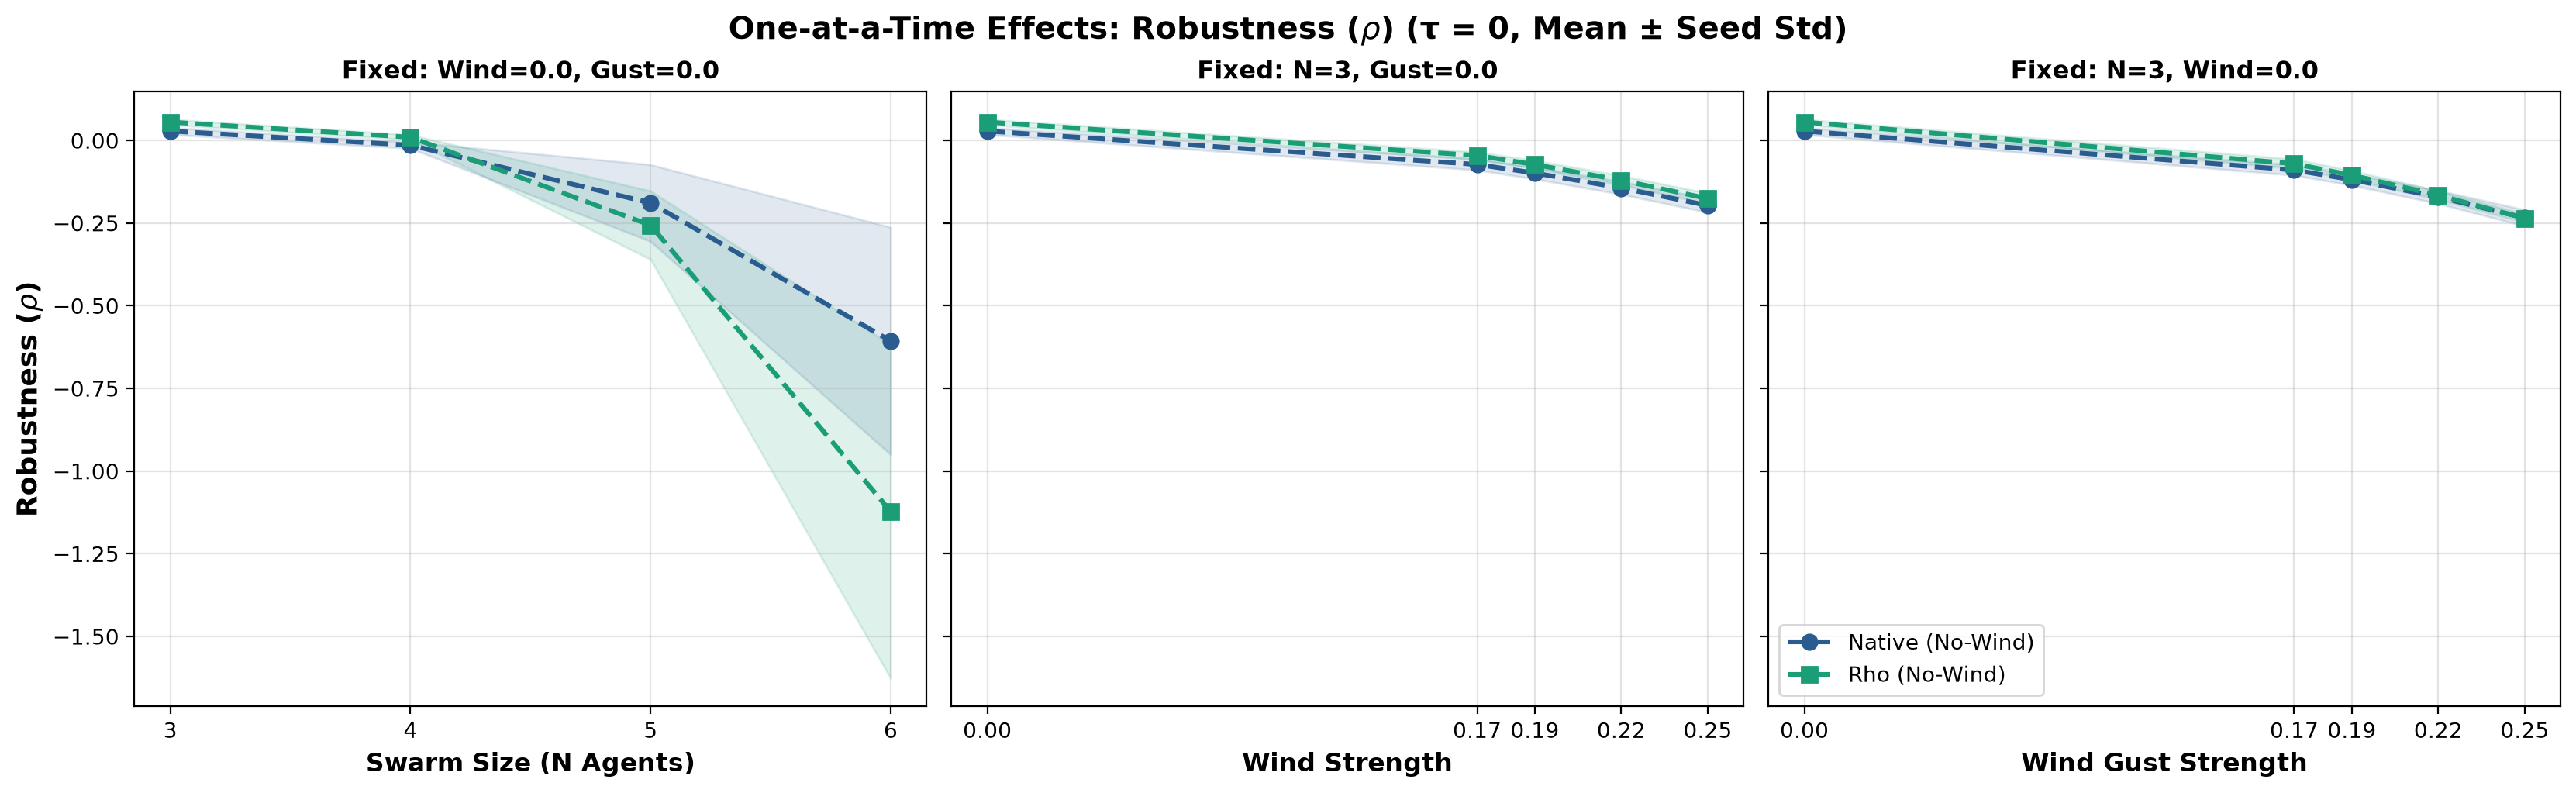 One-at-a-Time Effects: Robustness (ρ) (τ = 0, Mean ± Seed Std)
Fixed: Wind=0.0, Gust=0.0
Fixed: N=3, Gust=0.0
Fixed: N=3, Wind=0.0
Robustness (ρ)
0.00
−0.25
−0.50
−0.75
−1.00
−1.25
−1.50
3 4 5 6
0.00 0.17 0.19 0.22 0.25
0.00 0.17 0.19 0.22 0.25
Swarm Size (N Agents)
Wind Strength
Wind Gust Strength
Native (No-Wind)
Rho (No-Wind)